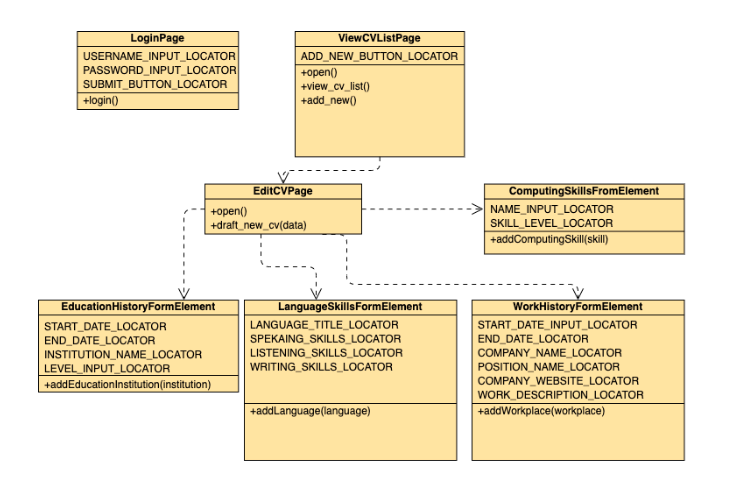 LoginPage
USERNAME_INPUT_LOCATOR
PASSWORD_INPUT_LOCATOR
SUBMIT_BUTTON_LOCATOR
+login()
ViewCVListPage
ADD_NEW_BUTTON_LOCATOR
+open()
+view_cv_list()
+add_new()
EditCVPage
+open()
+draft_new_cv(data)
ComputingSkillsFromElement
NAME_INPUT_LOCATOR
SKILL_LEVEL_LOCATOR
+addComputingSkill(skill)
EducationHistoryFormElement
START_DATE_LOCATOR
END_DATE_LOCATOR
INSTITUTION_NAME_LOCATOR
LEVEL_INPUT_LOCATOR
+addEducationInstitution(institution)
LanguageSkillsFormElement
LANGUAGE_TITLE_LOCATOR
SPEKAING_SKILLS_LOCATOR
LISTENING_SKILLS_LOCATOR
WRITING_SKILLS_LOCATOR
+addLanguage(language)
WorkHistoryFormElement
START_DATE_INPUT_LOCATOR
END_DATE_LOCATOR
COMPANY_NAME_LOCATOR
POSITION_NAME_LOCATOR
COMPANY_WEBSITE_LOCATOR
WORK_DESCRIPTION_LOCATOR
+addWorkplace(workplace)